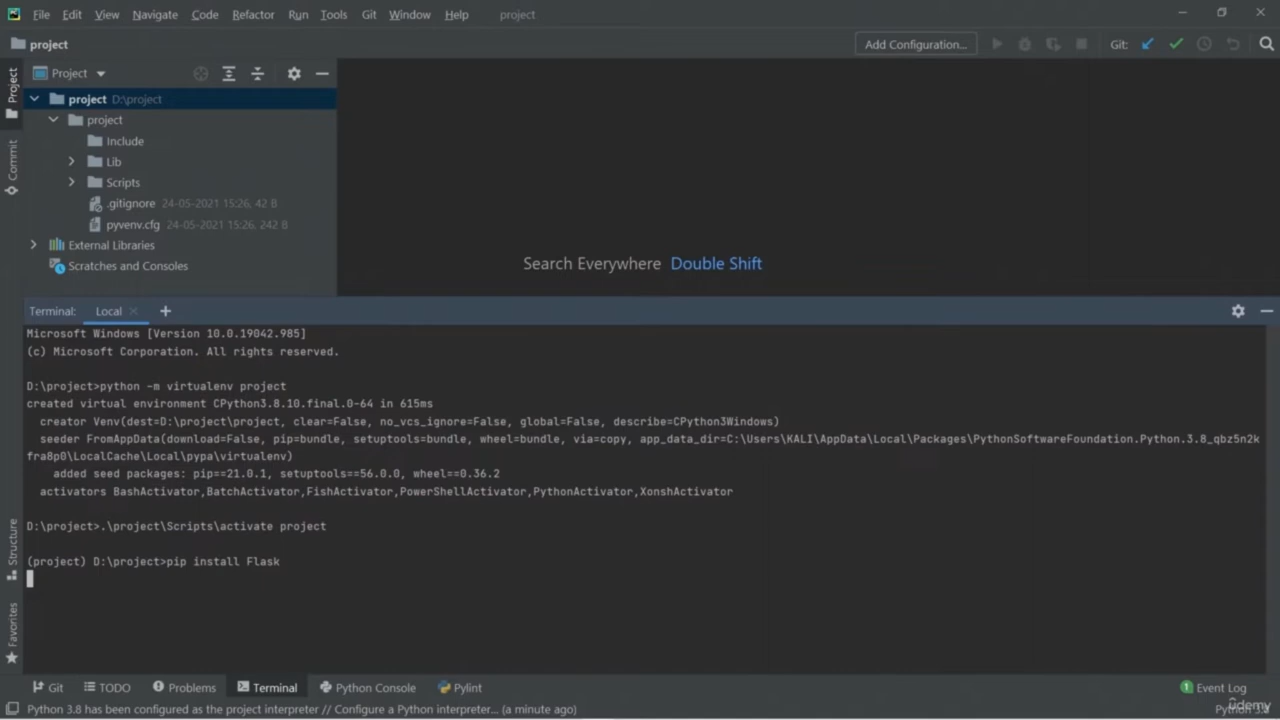 File Edit View Navigate Code Refactor Run Tools Git Window Help project
project Add Configuration... Git:
Project
project D:\project
project
Include
Lib
Scripts
.gitignore 24-05-2021 15:26, 42 B
pyvenv.cfg 24-05-2021 15:26, 242 B
External Libraries
Scratches and Consoles
Project
Commit
Structure
Favorites
Search Everywhere Double Shift
Terminal: Local
Microsoft Windows [Version 10.0.19042.985]
(c) Microsoft Corporation. All rights reserved.
D:\project>python -m virtualenv project
created virtual environment CPython3.8.10.final.0-64 in 615ms
creator Venv(dest=D:\project\project, clear=False, no_vcs_ignore=False, global=False, describe=CPython3Windows)
seeder FromAppData(download=False, pip=bundle, setuptools=bundle, wheel=bundle, via=copy, app_data_dir=C:\Users\KALI\AppData\Local\Packages\PythonSoftwareFoundation.Python.3.8_qbz5n2k
fra8p0\LocalCache\Local\pypa\virtualenv)
added seed packages: pip==21.0.1, setuptools==56.0.0, wheel==0.36.2
activators BashActivator,BatchActivator,FishActivator,PowerShellActivator,PythonActivator,XonshActivator
D:\project>.\project\Scripts\activate project
(project) D:\project>pip install Flask
Git TODO Problems Terminal Python Console Pylint 1 Event Log
Python 3.8 has been configured as the project interpreter // Configure a Python interpreter... (a minute ago) Python 3.8
ûdemy